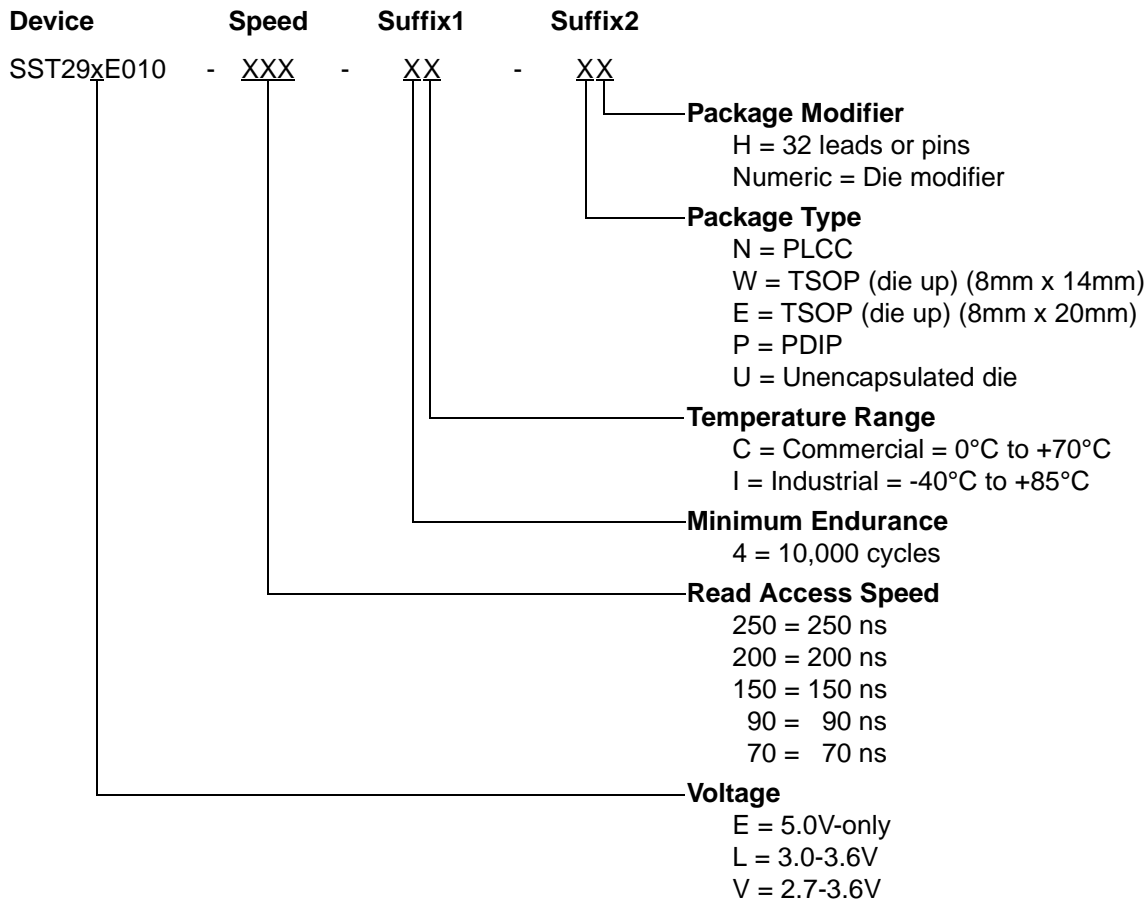 Device Speed Suffix1 Suffix2
SST29xE010 - XXX - XX - XX
Package Modifier
H = 32 leads or pins
Numeric = Die modifier
Package Type
N = PLCC
W = TSOP (die up) (8mm x 14mm)
E = TSOP (die up) (8mm x 20mm)
P = PDIP
U = Unencapsulated die
Temperature Range
C = Commercial = 0°C to +70°C
I = Industrial = -40°C to +85°C
Minimum Endurance
4 = 10,000 cycles
Read Access Speed
250 = 250 ns
200 = 200 ns
150 = 150 ns
90 = 90 ns
70 = 70 ns
Voltage
E = 5.0V-only
L = 3.0-3.6V
V = 2.7-3.6V